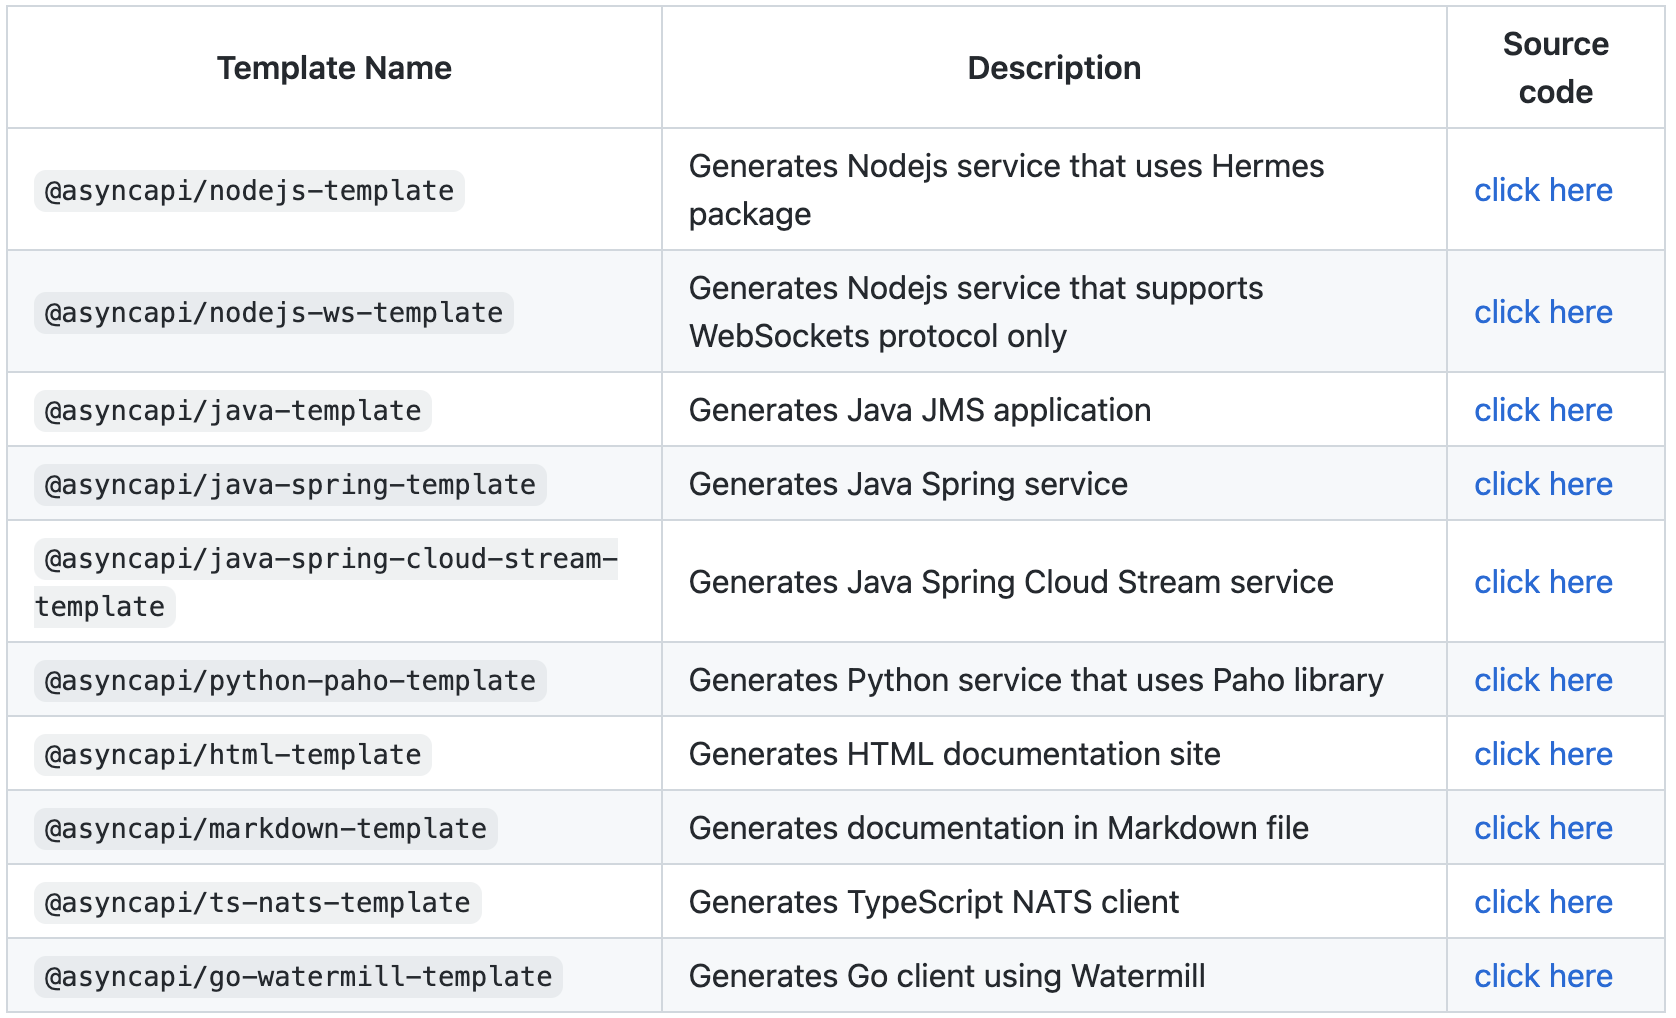 Template Name
Description
Source
code
@asyncapi/nodejs-template
Generates Nodejs service that uses Hermes
package
click here
@asyncapi/nodejs-ws-template
Generates Nodejs service that supports
WebSockets protocol only
click here
@asyncapi/java-template
Generates Java JMS application
click here
@asyncapi/java-spring-template
Generates Java Spring service
click here
@asyncapi/java-spring-cloud-stream-
template
Generates Java Spring Cloud Stream service
click here
@asyncapi/python-paho-template
Generates Python service that uses Paho library
click here
@asyncapi/html-template
Generates HTML documentation site
click here
@asyncapi/markdown-template
Generates documentation in Markdown file
click here
@asyncapi/ts-nats-template
Generates TypeScript NATS client
click here
@asyncapi/go-watermill-template
Generates Go client using Watermill
click here